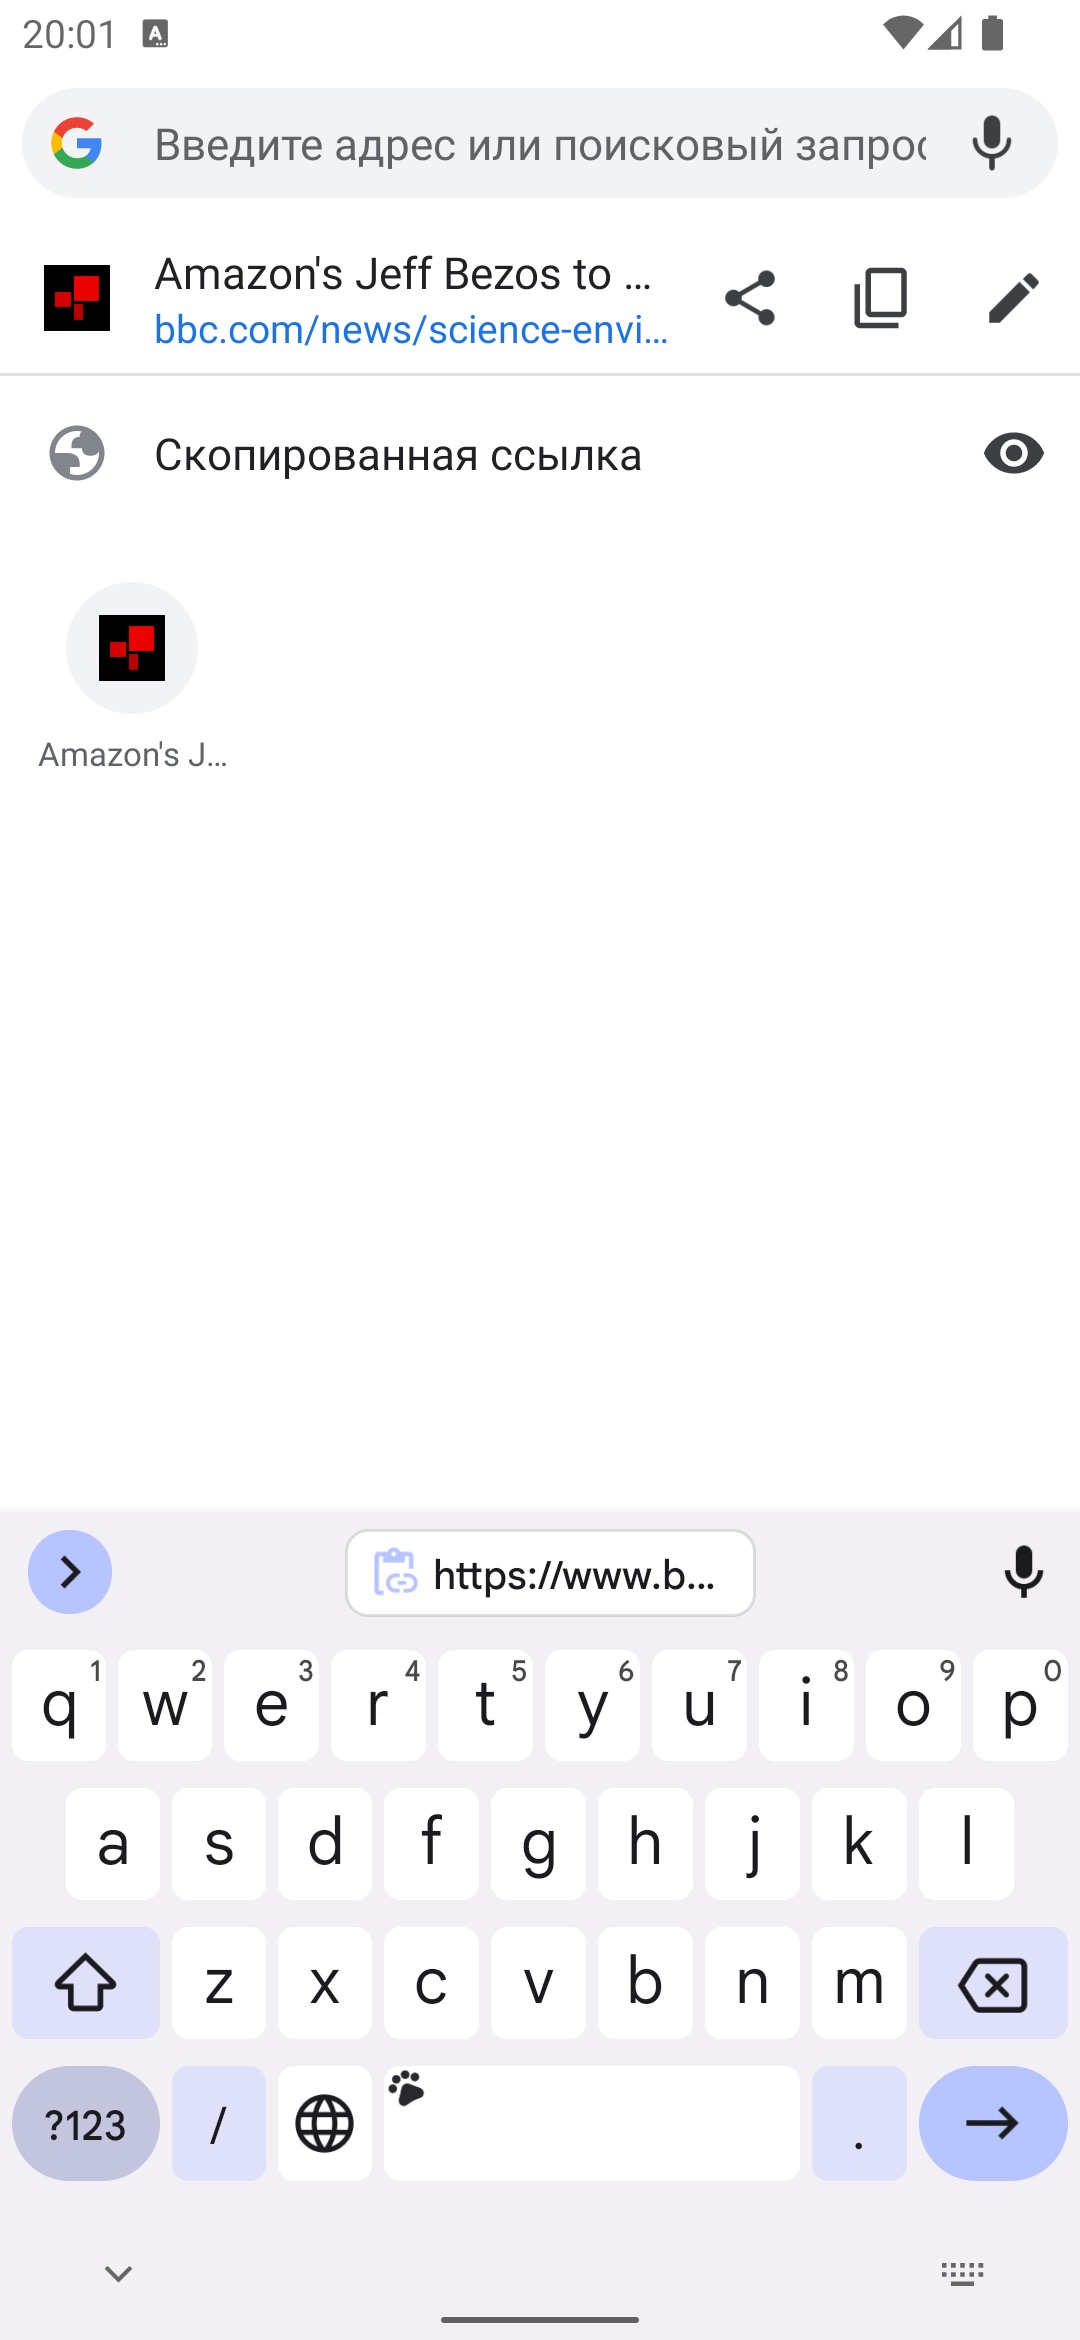 20:01
Введите адрес или поисковый запрос
Amazon's Jeff Bezos to ...
bbc.com/news/science-envi...
Скопированная ссылка
Amazon's J...
https://www.b...
q 1 w 2 e 3 r 4 t 5 y 6 u 7 i 8 o 9 p 0
a s d f g h j k l
z x c v b n m
?123 / .